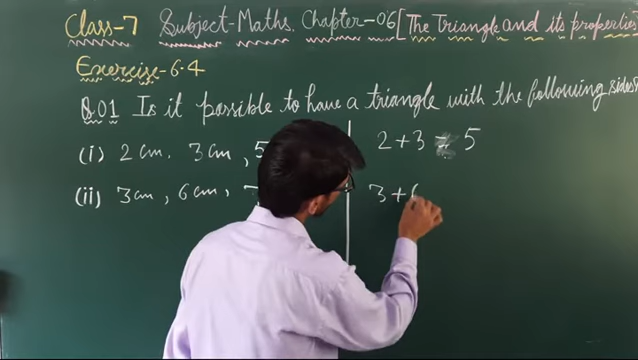 Class-7 Subject-Maths, Chapter-06 [The Triangle and its properties]
Exercise-6.4
Q.01 Is it possible to have a triangle with the following sides?
(i) 2 cm, 3 cm, 5 2+3 = 5
(ii) 3 cm, 6 cm, 3+6